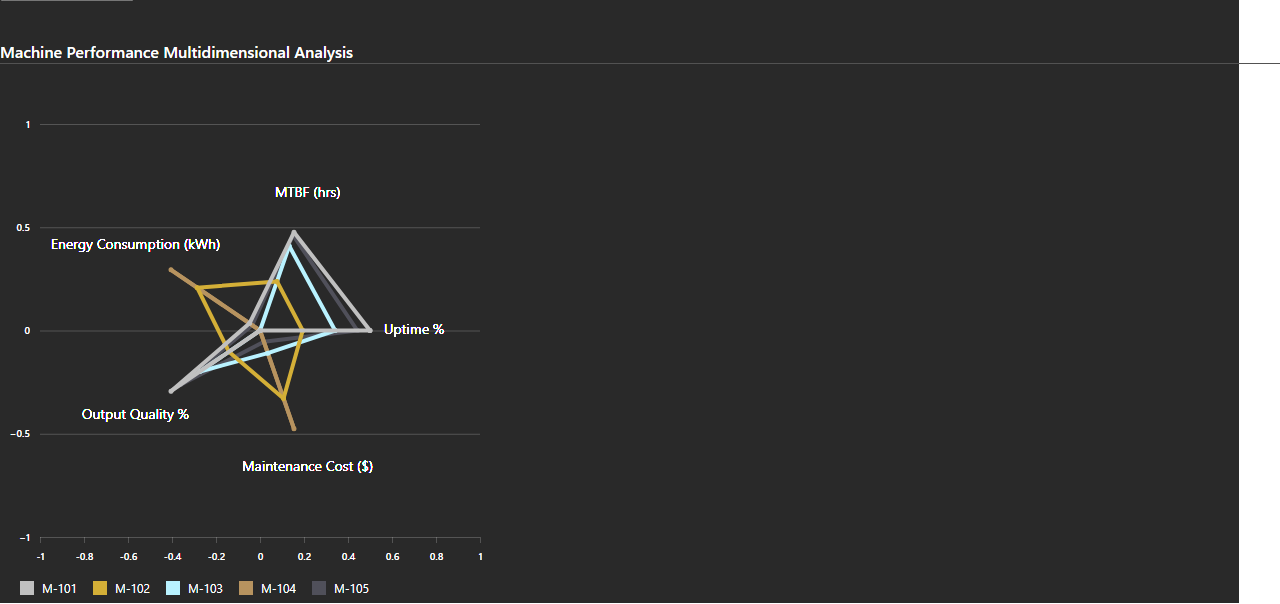 Machine Performance Multidimensional Analysis
1
MTBF (hrs)
0.5
Energy Consumption (kWh)
0
Uptime %
Output Quality %
−0.5
Maintenance Cost ($)
−1
-1 -0.8 -0.6 -0.4 -0.2 0 0.2 0.4 0.6 0.8 1
M-101 M-102 M-103 M-104 M-105